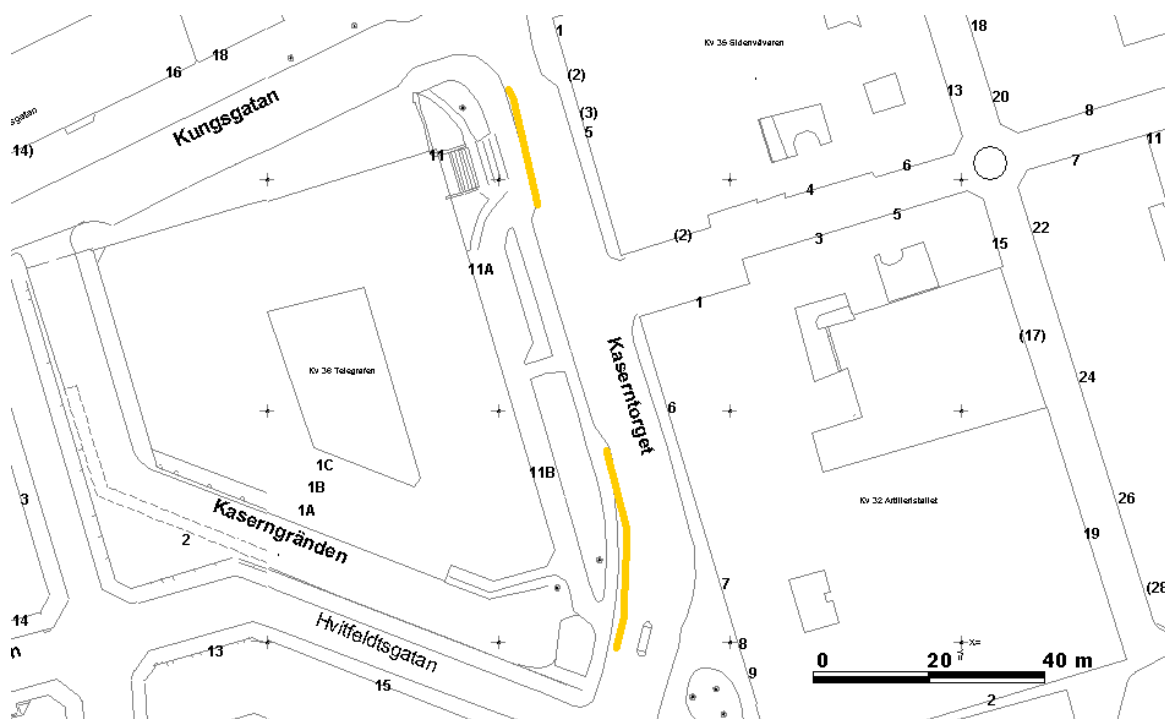 1
Kv 35 Sidenvävaren
18
18
16
(2)
13
20
(3)
5
8
Kungsgatan
14)
11
6
7
11
4
5
22
(2)
3
15
11A
1
(17)
Kaserntorget
Kv 36 Telegrafen
24
6
1C
11B
1B
3
26
Kv 32 Artilleristallet
1A
Kaserngränden
19
2
7
(28
14
Hvitfeldtsgatan
8
X=
n
13
0 20 40 m
9
15
2